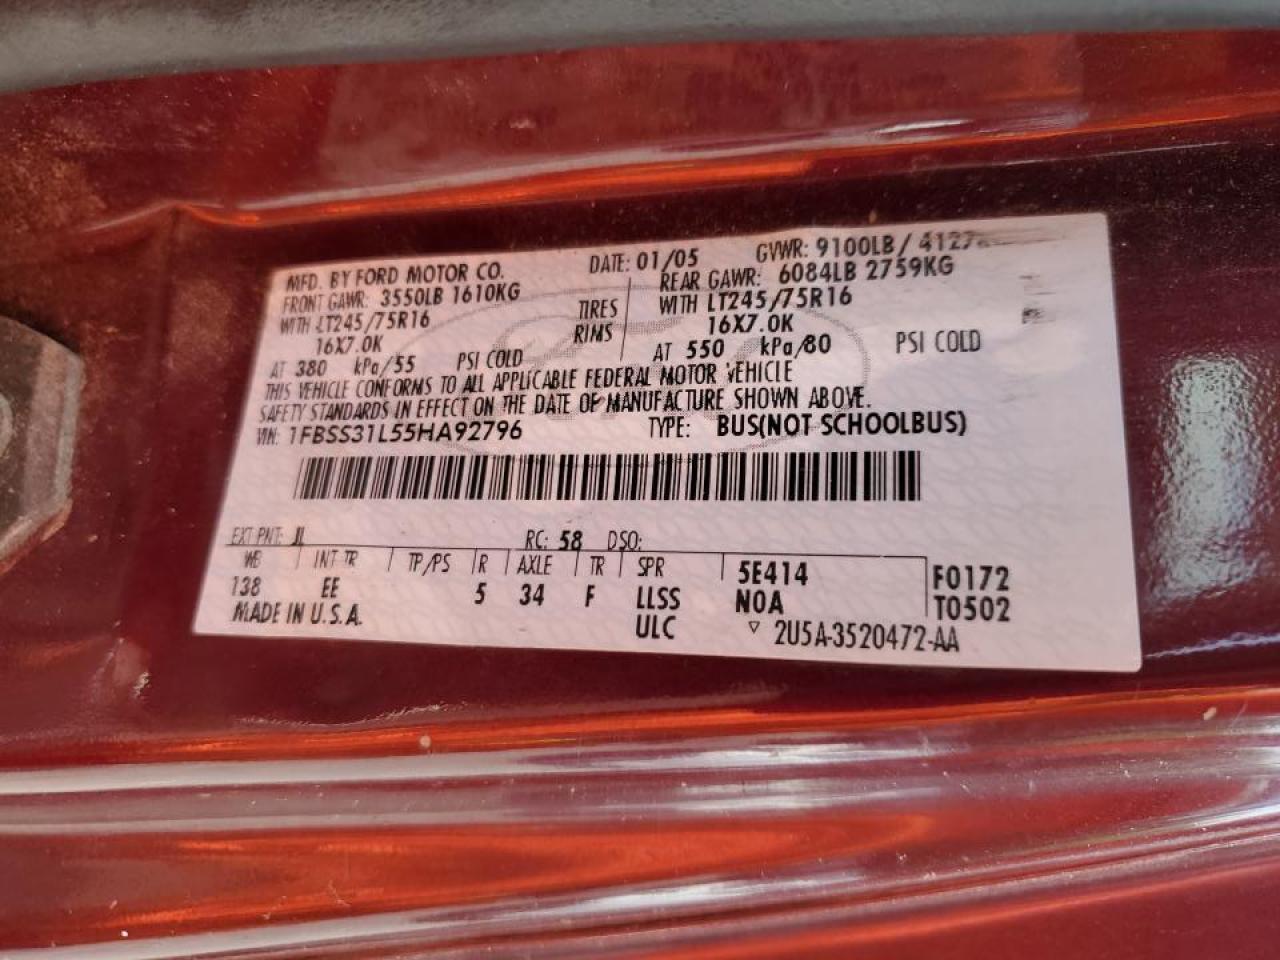 MFD. BY FORD MOTOR CO. DATE: 01/05 GVWR: 9100LB/
FRONT GAWR: 3550LB 1610KG REAR GAWR: 6084LB 2759KG
WITH LT245/75R16 TIRES WITH LT245/75R16
16X7.0K RIMS 16X7.0K
AT 380 kPa/55 PSI COLD AT 550 kPa/80 PSI COLD
THIS VEHICLE CONFORMS TO ALL APPLICABLE FEDERAL MOTOR VEHICLE
SAFETY STANDARDS IN EFFECT ON THE DATE OF MANUFACTURE SHOWN ABOVE.
VIN: 1FBSS31L55HA92796 TYPE: BUS(NOT SCHOOLBUS)
EXT PNT: JL RC: 58 DSO:
WB INT TR TP/PS R AXLE TR SPR 5E414 F0172
138 EE 5 34 F LLSS N0A T0502
MADE IN U.S.A. ULC ▽ 2U5A-3520472-AA